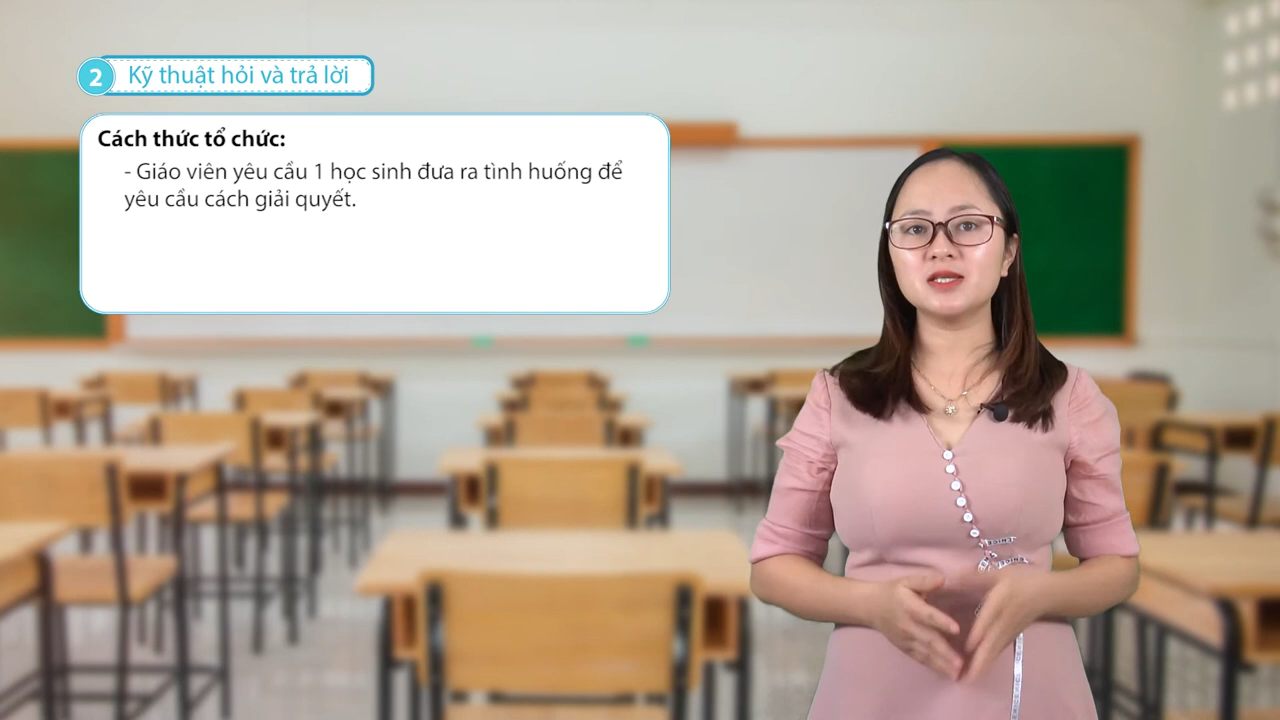 2 Kỹ thuật hỏi và trả lời
Cách thức tổ chức:
- Giáo viên yêu cầu 1 học sinh đưa ra tình huống để
yêu cầu cách giải quyết.